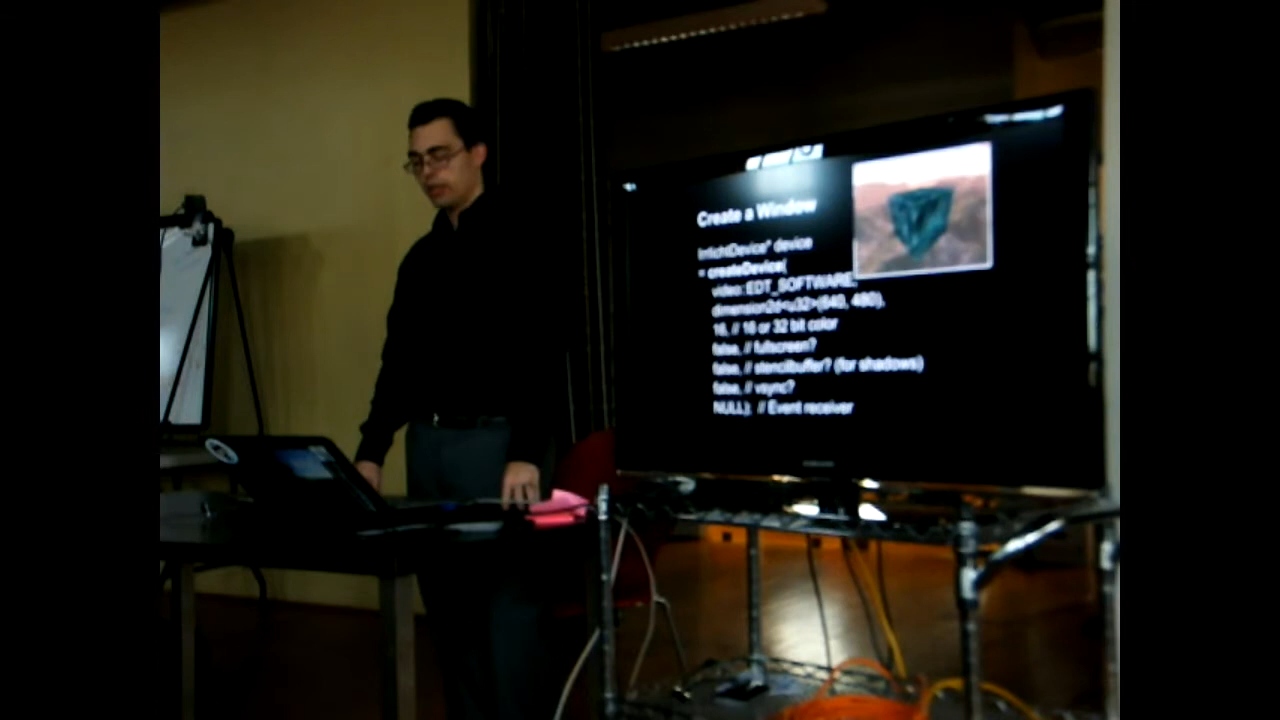 Create a Window
IrrlichtDevice* device
= createDevice(
video::EDT_SOFTWARE,
dimension2d<u32>(640, 480),
16, // 16 or 32 bit color
false, // fullscreen?
false, // stencilbuffer? (for shadows)
false, // vsync?
NULL);  // Event receiver